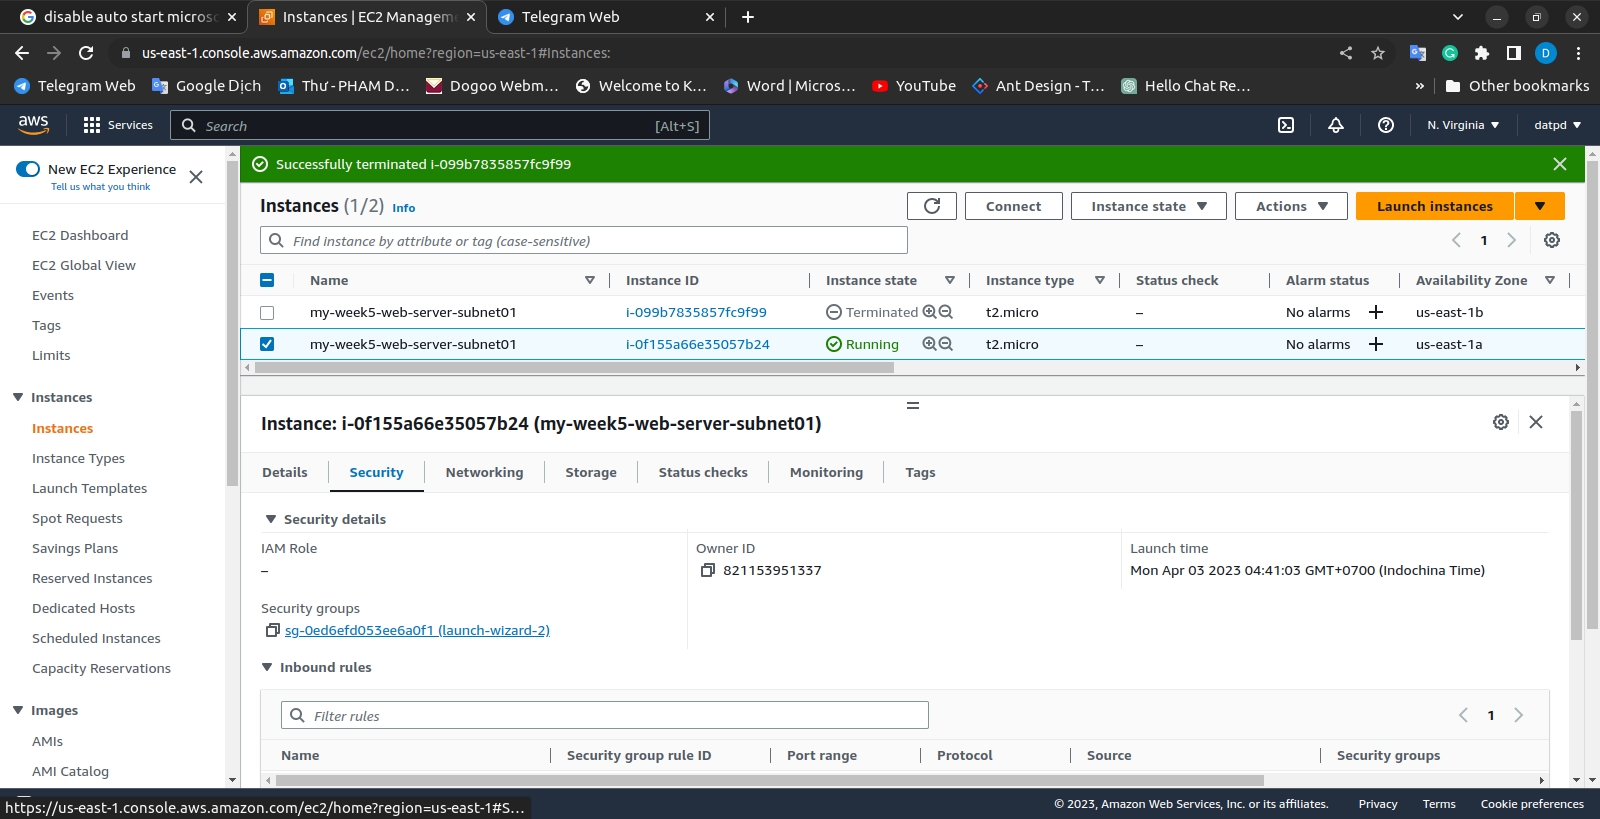 disable auto start micros
Instances | EC2 Managem
Telegram Web
us-east-1.console.aws.amazon.com/ec2/home?region=us-east-1#Instances:
D
Telegram Web
Google Dịch
Thư - PHAM D...
Dogoo Webm...
Welcome to K...
Word | Micros...
YouTube
Ant Design - T...
Hello Chat Re...
»
Other bookmarks
aws
Services
Search
[Alt+S]
N. Virginia
datpd
New EC2 Experience
Tell us what you think
EC2 Dashboard
EC2 Global View
Events
Tags
Limits
Instances
Instances
Instance Types
Launch Templates
Spot Requests
Savings Plans
Reserved Instances
Dedicated Hosts
Scheduled Instances
Capacity Reservations
Images
AMIs
AMI Catalog
Successfully terminated i-099b7835857fc9f99
Instances (1/2) Info
Connect
Instance state
Actions
Launch instances
Find instance by attribute or tag (case-sensitive)
1
Name Instance ID Instance state Instance type Status check Alarm status Availability Zone
my-week5-web-server-subnet01 i-099b7835857fc9f99 Terminated t2.micro – No alarms + us-east-1b
my-week5-web-server-subnet01 i-0f155a66e35057b24 Running t2.micro – No alarms + us-east-1a
Instance: i-0f155a66e35057b24 (my-week5-web-server-subnet01)
Details Security Networking Storage Status checks Monitoring Tags
Security details
IAM Role
–
Owner ID
821153951337
Launch time
Mon Apr 03 2023 04:41:03 GMT+0700 (Indochina Time)
Security groups
sg-0ed6efd053ee6a0f1 (launch-wizard-2)
Inbound rules
Filter rules
1
Name Security group rule ID Port range Protocol Source Security groups
https://us-east-1.console.aws.amazon.com/ec2/home?region=us-east-1#S...
© 2023, Amazon Web Services, Inc. or its affiliates. Privacy Terms Cookie preferences